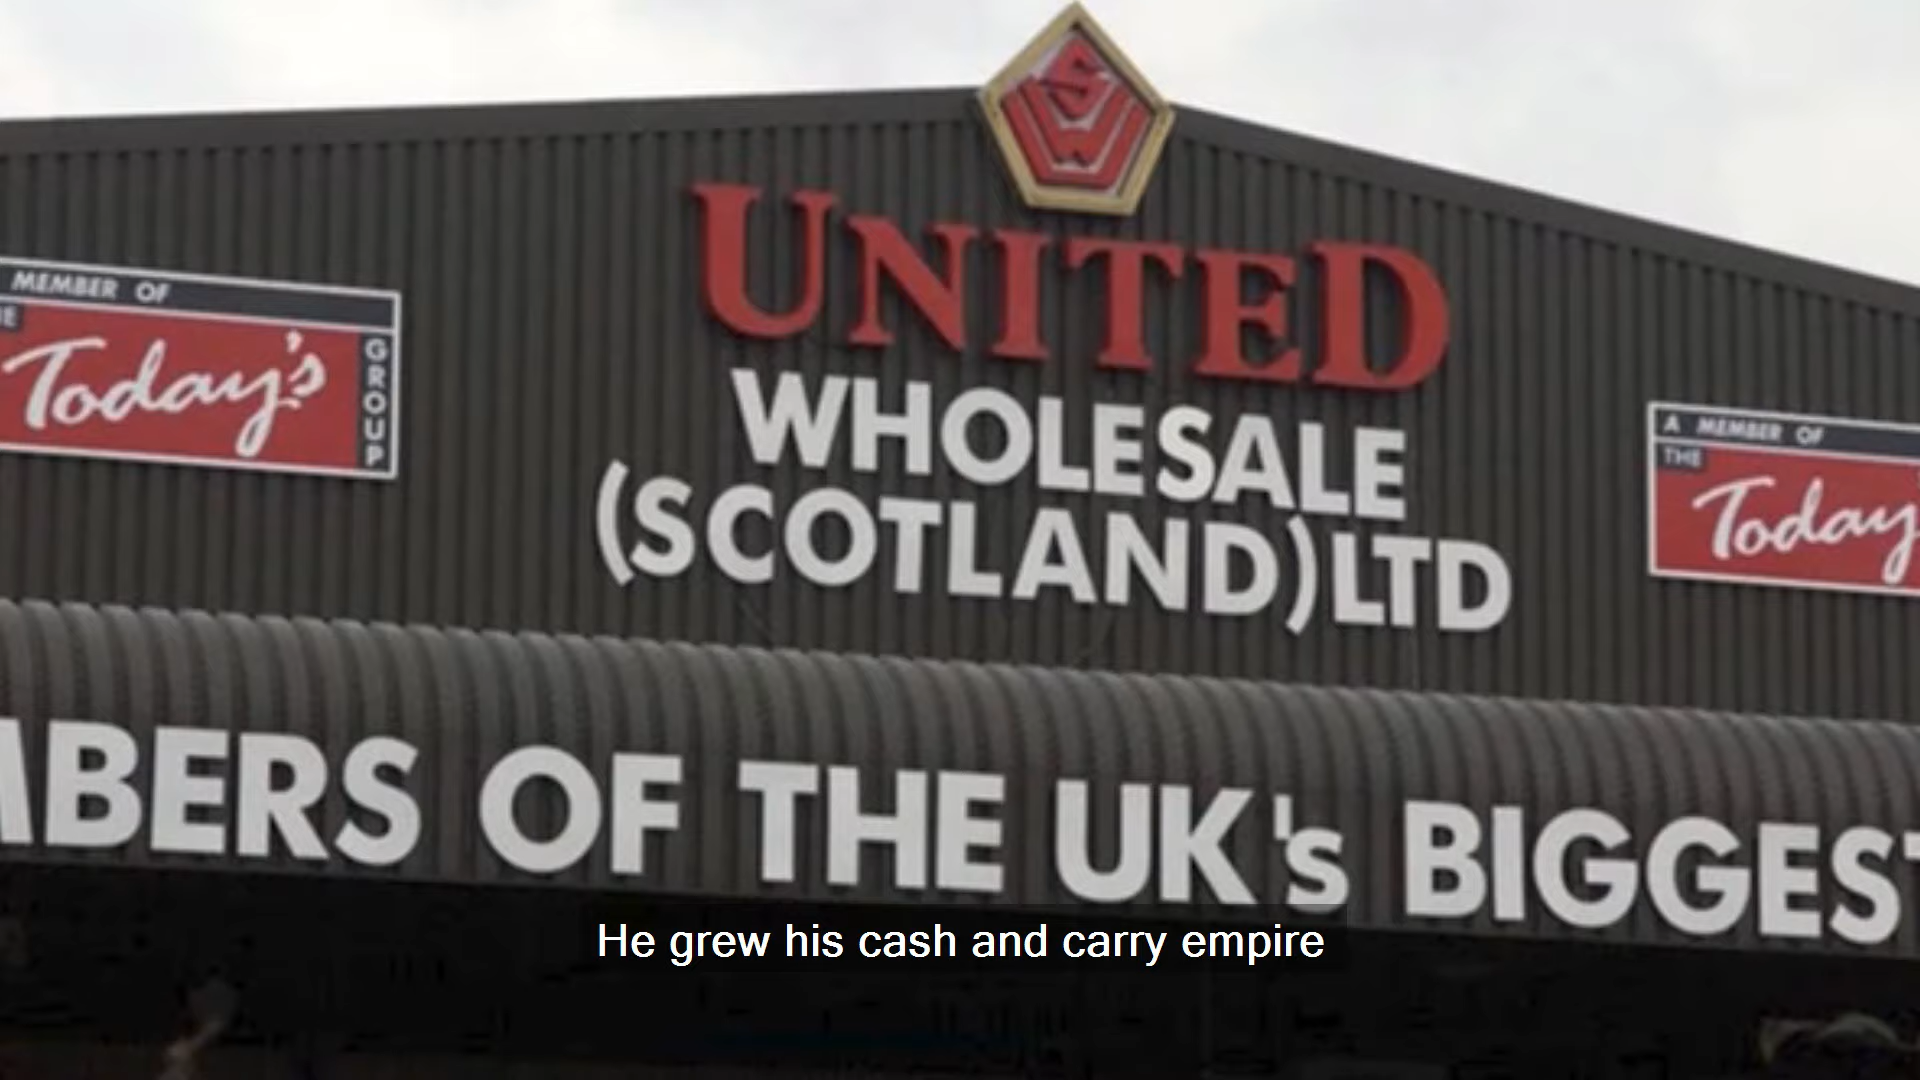 MEMBER OF
Today's
GROUP
UNITED
WHOLESALE
(SCOTLAND) LTD
A MEMBER OF
THE
Today
BERS OF THE UK's BIGGEST
He grew his cash and carry empire